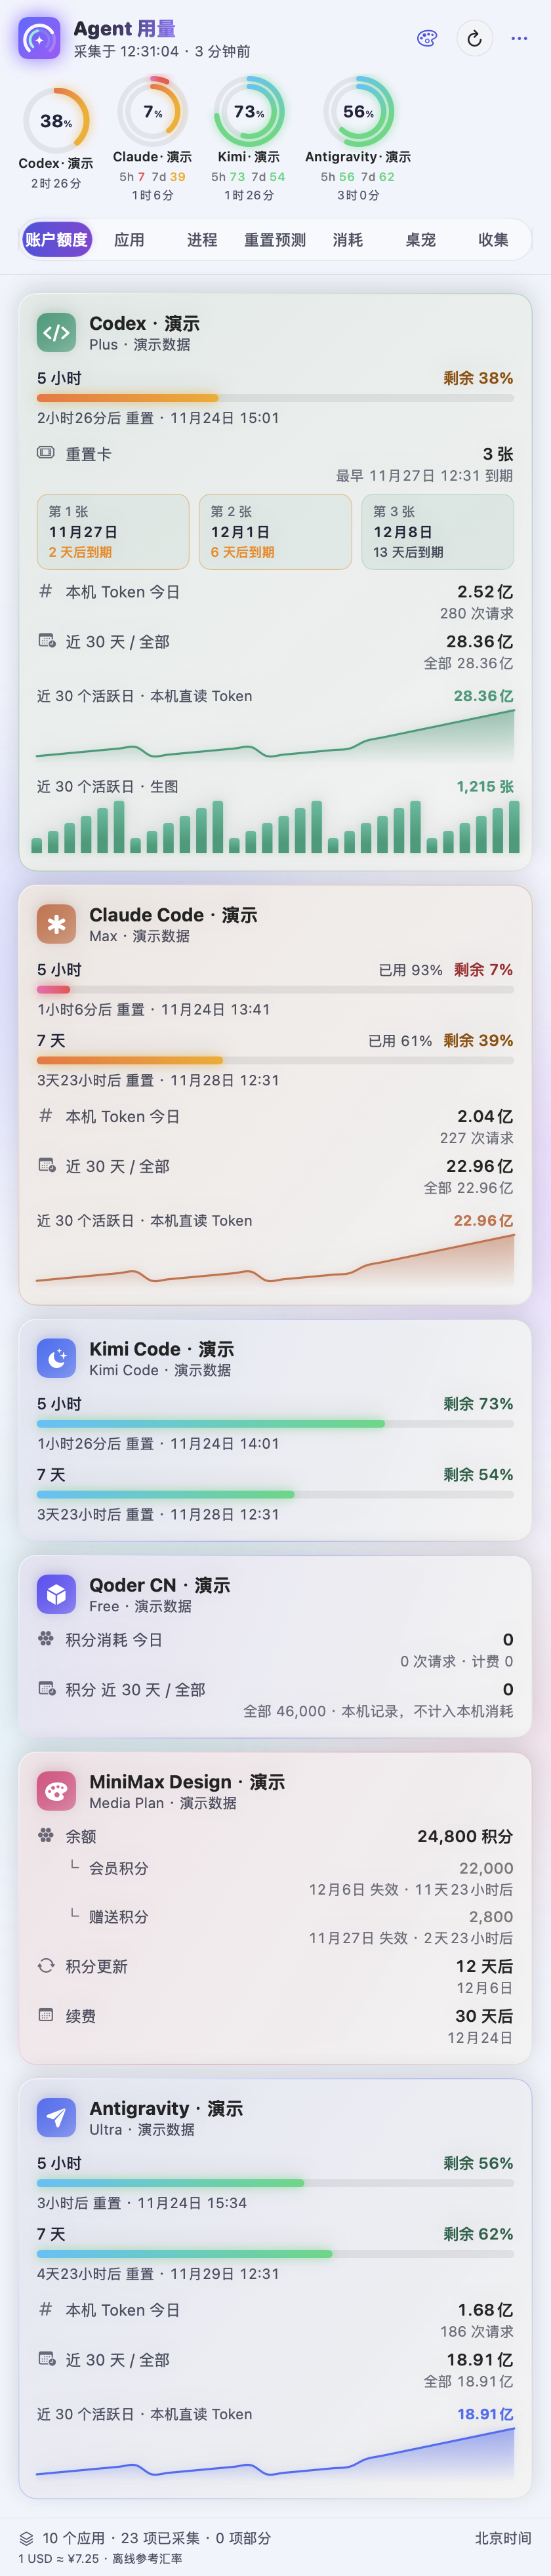 Agent 用量
采集于 12:31:04 · 3 分钟前
38%
7%
73%
56%
Codex · 演示
Claude · 演示
Kimi · 演示
Antigravity · 演示
2时26分
5h 7 7d 39
5h 73 7d 54
5h 56 7d 62
1时6分
1时26分
3时0分
账户额度 应用 进程 重置预测 消耗 桌宠 收集
Codex · 演示
Plus · 演示数据
5 小时 剩余 38%
2小时26分后 重置 · 11月24日 15:01
重置卡 3 张
最早 11月27日 12:31 到期
第 1 张
11月27日
2 天后到期
第 2 张
12月1日
6 天后到期
第 3 张
12月8日
13 天后到期
本机 Token 今日 2.52亿
280 次请求
近 30 天 / 全部 28.36亿
全部 28.36亿
近 30 个活跃日 · 本机直读 Token 28.36亿
近 30 个活跃日 · 生图 1,215 张
Claude Code · 演示
Max · 演示数据
5 小时 已用 93% 剩余 7%
1小时6分后 重置 · 11月24日 13:41
7 天 已用 61% 剩余 39%
3天23小时后 重置 · 11月28日 12:31
本机 Token 今日 2.04亿
227 次请求
近 30 天 / 全部 22.96亿
全部 22.96亿
近 30 个活跃日 · 本机直读 Token 22.96亿
Kimi Code · 演示
Kimi Code · 演示数据
5 小时 剩余 73%
1小时26分后 重置 · 11月24日 14:01
7 天 剩余 54%
3天23小时后 重置 · 11月28日 12:31
Qoder CN · 演示
Free · 演示数据
积分消耗 今日 0
0 次请求 · 计费 0
积分 近 30 天 / 全部 0
全部 46,000 · 本机记录，不计入本机消耗
MiniMax Design · 演示
Media Plan · 演示数据
余额 24,800 积分
会员积分 22,000
12月6日 失效 · 11天23小时后
赠送积分 2,800
11月27日 失效 · 2天23小时后
积分更新 12 天后
12月6日
续费 30 天后
12月24日
Antigravity · 演示
Ultra · 演示数据
5 小时 剩余 56%
3小时后 重置 · 11月24日 15:34
7 天 剩余 62%
4天23小时后 重置 · 11月29日 12:31
本机 Token 今日 1.68亿
186 次请求
近 30 天 / 全部 18.91亿
全部 18.91亿
近 30 个活跃日 · 本机直读 Token 18.91亿
10 个应用 · 23 项已采集 · 0 项部分 北京时间
1 USD ≈ ¥7.25 · 离线参考汇率